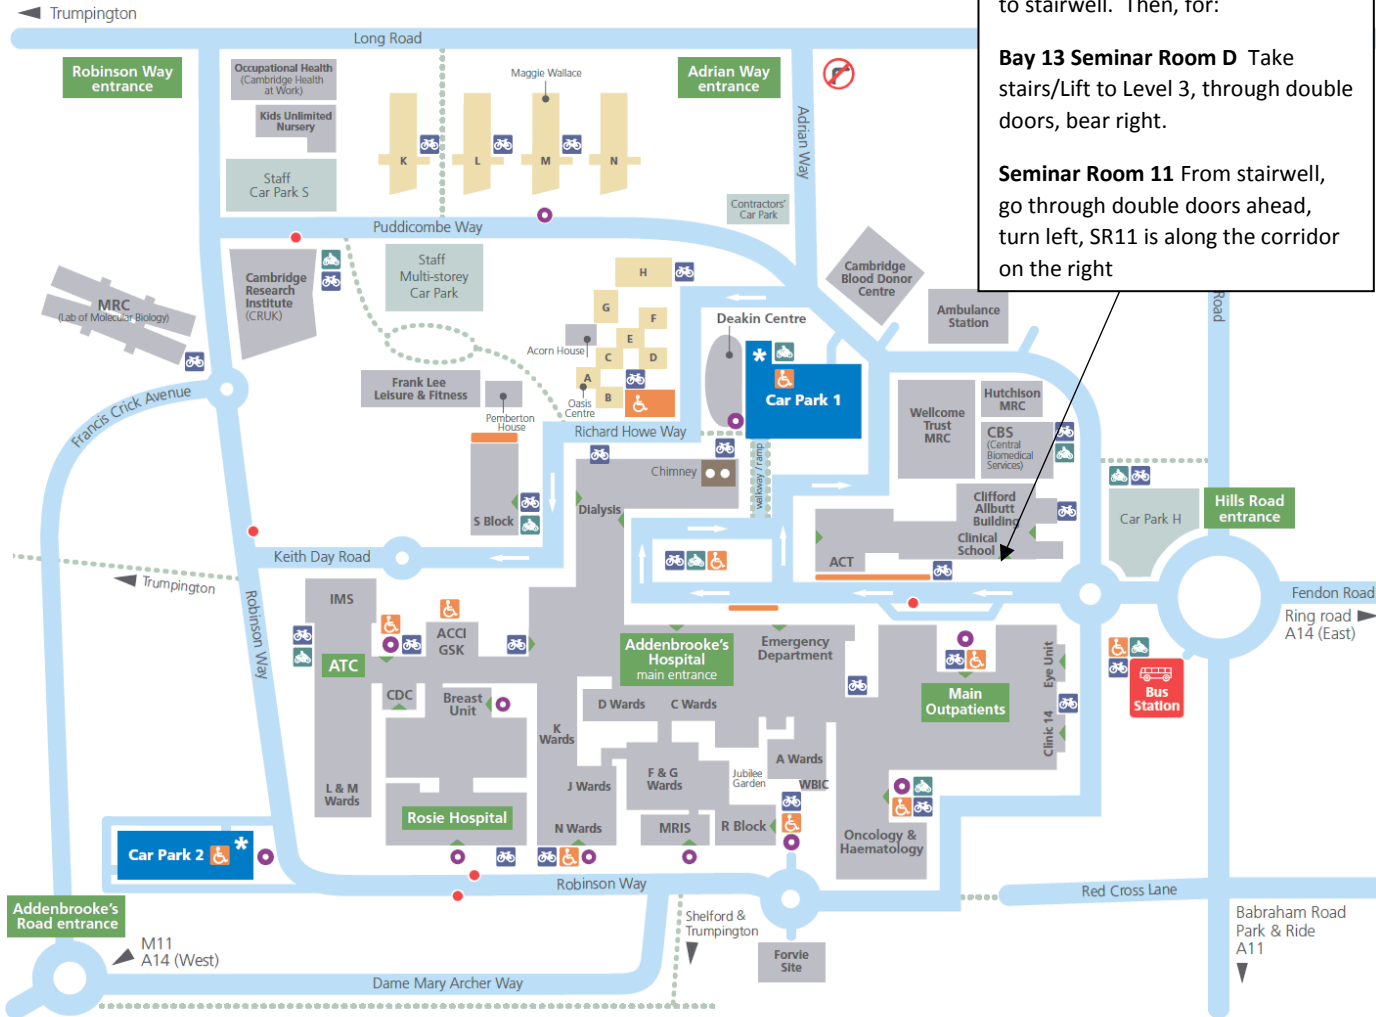 Trumpington
Long Road
to stairwell. Then, for:
Bay 13 Seminar Room D Take
stairs/Lift to Level 3, through double
doors, bear right.
Seminar Room 11 From stairwell,
go through double doors ahead,
turn left, SR11 is along the corridor
on the right
Robinson Way
entrance
Occupational Health
(Cambridge Health
at Work)
Kids Unlimited
Nursery
Staff
Car Park S
Maggie Wallace
K
L
M
N
Adrian Way
entrance
Adrian Way
Contractors'
Car Park
Puddicombe Way
MRC
(Lab of Molecular Biology)
Cambridge
Research
Institute
(CRUK)
Staff
Multi-storey
Car Park
H
G
F
E
C
D
A
B
Acorn House
Oasis
Centre
Deakin Centre
Cambridge
Blood Donor
Centre
Ambulance
Station
Road
Car Park 1
Frank Lee
Leisure & Fitness
Pemberton
House
Francis Crick Avenue
Richard Howe Way
Wellcome
Trust
MRC
Hutchison
MRC
CBS
(Central
Biomedical
Services)
Chimney
walkway / ramp
S Block
Dialysis
Clifford
Allbutt
Building
Clinical
School
ACT
Car Park H
Hills Road
entrance
Keith Day Road
Trumpington
Robinson Way
Fendon Road
Ring road
A14 (East)
IMS
ATC
ACCI
GSK
CDC
Breast
Unit
Addenbrooke's
Hospital
main entrance
Emergency
Department
Main
Outpatients
Eye Unit
Clinic 14
Bus
Station
D Wards
C Wards
K
Wards
A Wards
WBIC
F & G
Wards
Jubilee
Garden
J Wards
L & M
Wards
Rosie Hospital
N Wards
MRIS
R Block
Oncology &
Haematology
Car Park 2
Robinson Way
Red Cross Lane
Addenbrooke's
Road entrance
M11
A14 (West)
Shelford &
Trumpington
Forvie
Site
Babraham Road
Park & Ride
A11
Dame Mary Archer Way